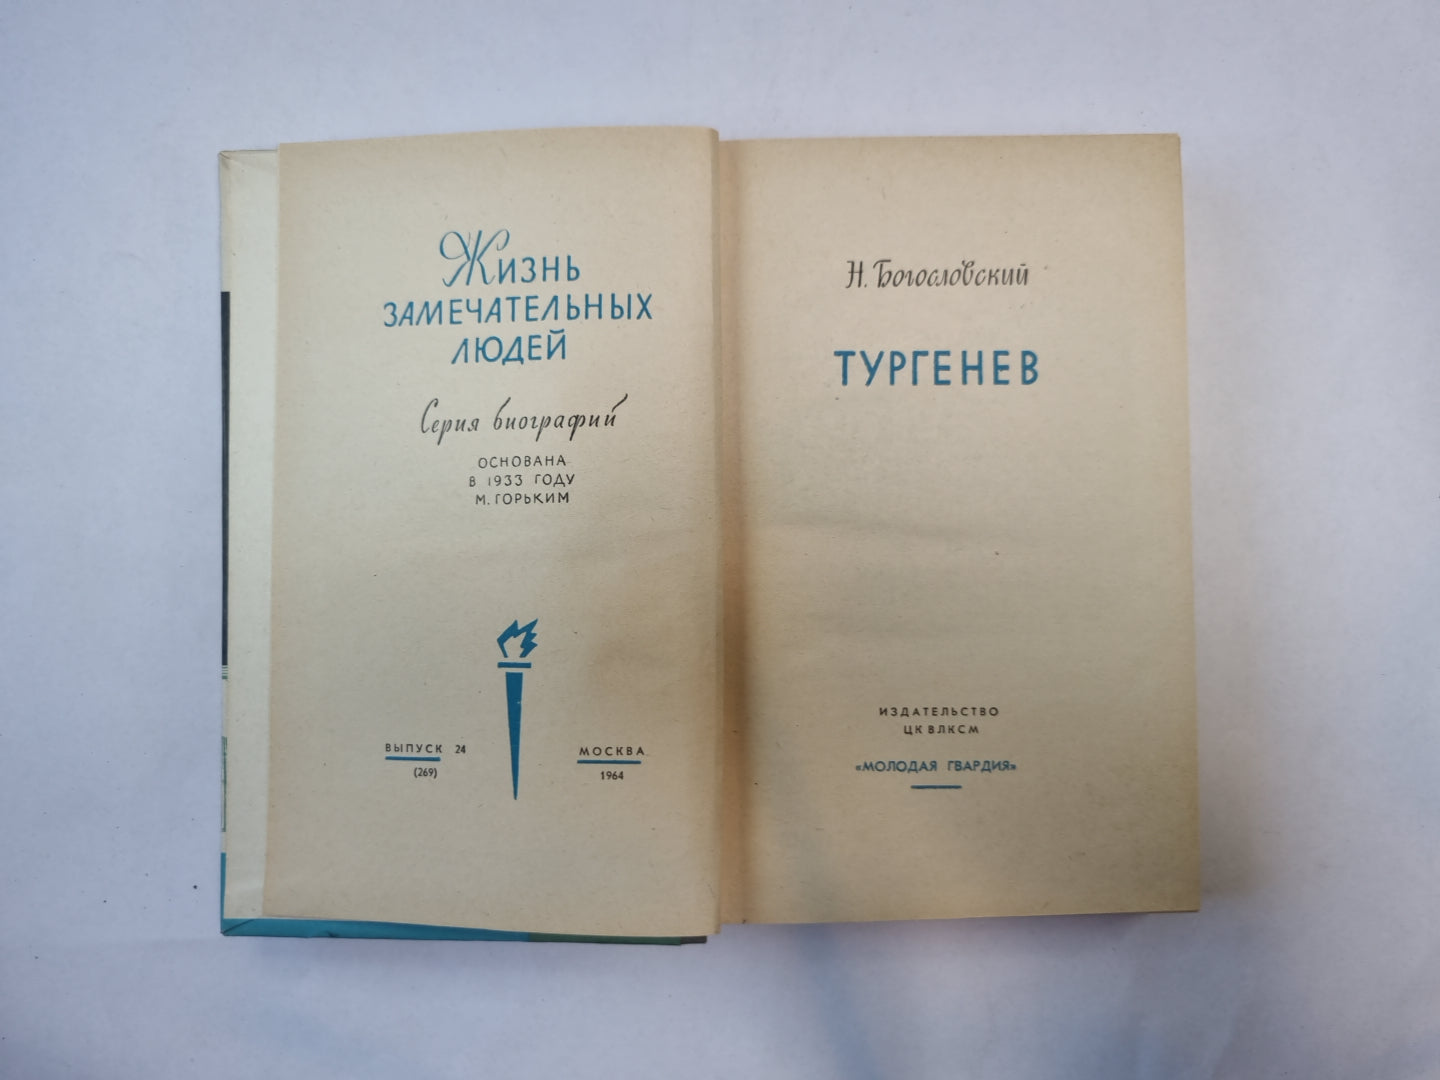 Жизнь
ЗАМЕЧАТЕЛЬНЫХ
ЛЮДЕЙ
Серия биографий
ОСНОВАНА
В 1933 ГОДУ
М. ГОРЬКИМ
ВЫПУСК 24
(269)
МОСКВА
1964
Н. Богословский
ТУРГЕНЕВ
ИЗДАТЕЛЬСТВО
ЦК ВЛКСМ
«МОЛОДАЯ ГВАРДИЯ»